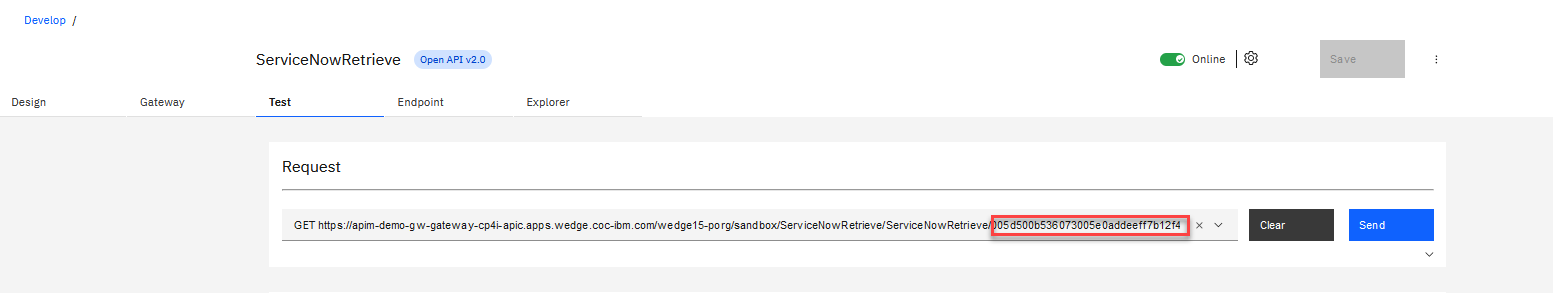 Develop /
ServiceNowRetrieve Open API v2.0 Online Save
Design Gateway Test Endpoint Explorer
Request
GET https://apim-demo-gw-gateway-cp4i-apic.apps.wedge.coc-ibm.com/wedge15-porg/sandbox/ServiceNowRetrieve/ServiceNowRetrieve/005d500b536073005e0addeeff7b12f4 Clear Send